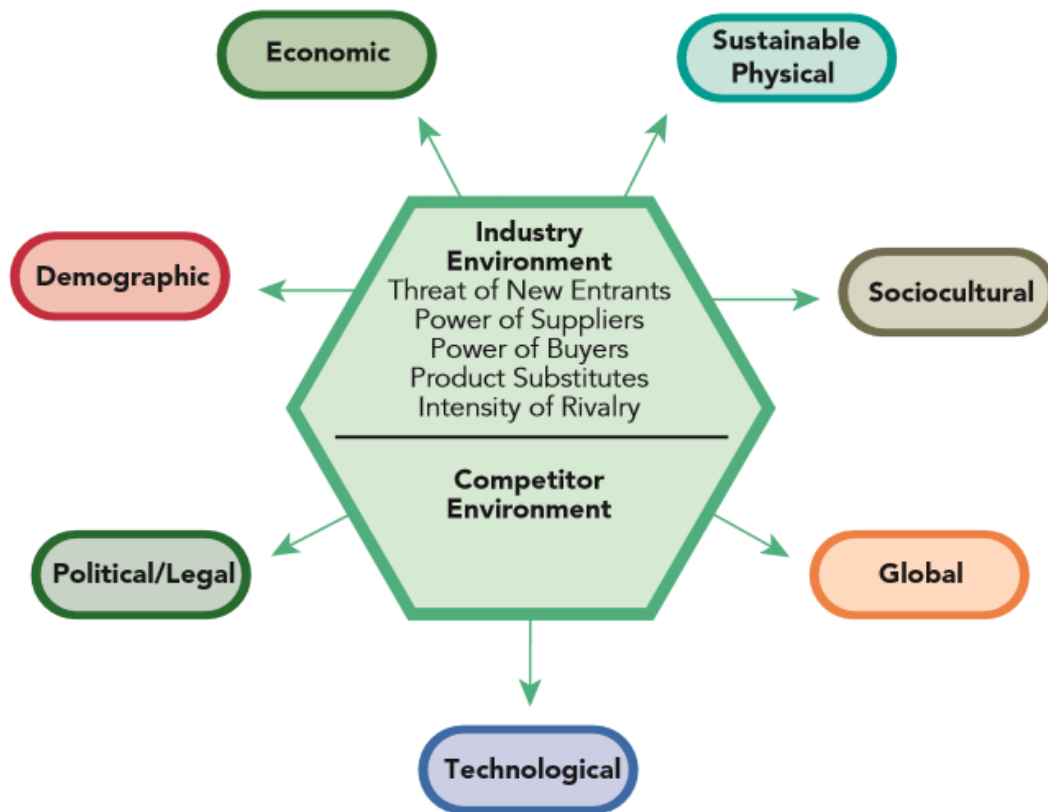 Economic
Sustainable
Physical
Demographic
Industry
Environment
Threat of New Entrants
Power of Suppliers
Power of Buyers
Product Substitutes
Intensity of Rivalry
Sociocultural
Competitor
Environment
Political/Legal
Global
Technological